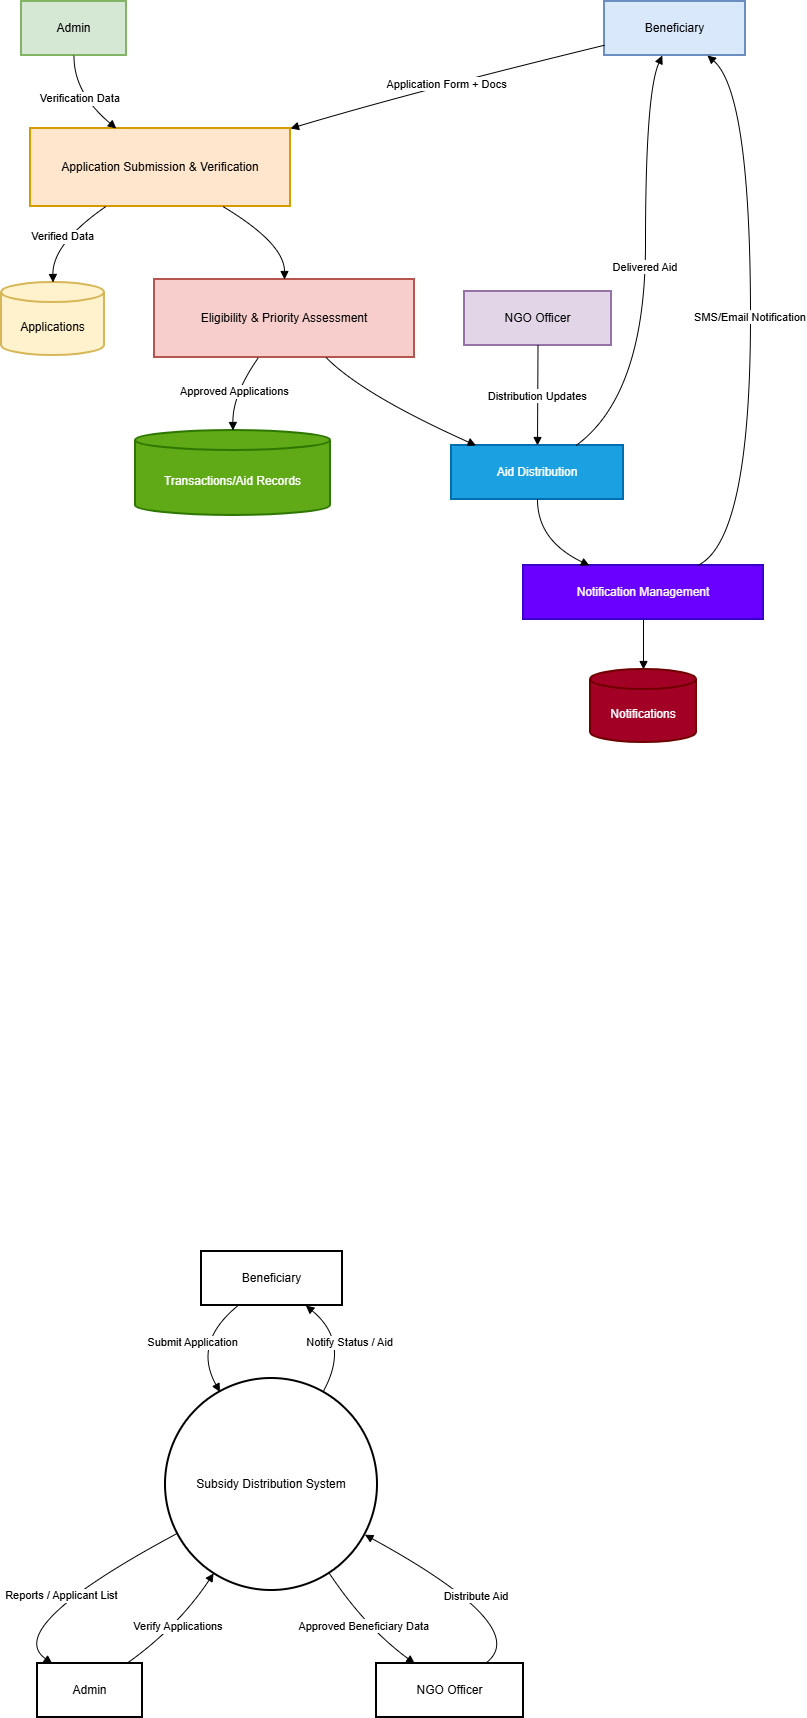 Admin
Beneficiary
Application Form + Docs
Verification Data
Application Submission & Verification
Verified Data
Delivered Aid
Applications
Eligibility & Priority Assessment
NGO Officer
SMS/Email Notification
Approved Applications
Distribution Updates
Transactions/Aid Records
Aid Distribution
Notification Management
Notifications
Beneficiary
Submit Application
Notify Status / Aid
Subsidy Distribution System
Reports / Applicant List
Distribute Aid
Verify Applications
Approved Beneficiary Data
Admin
NGO Officer